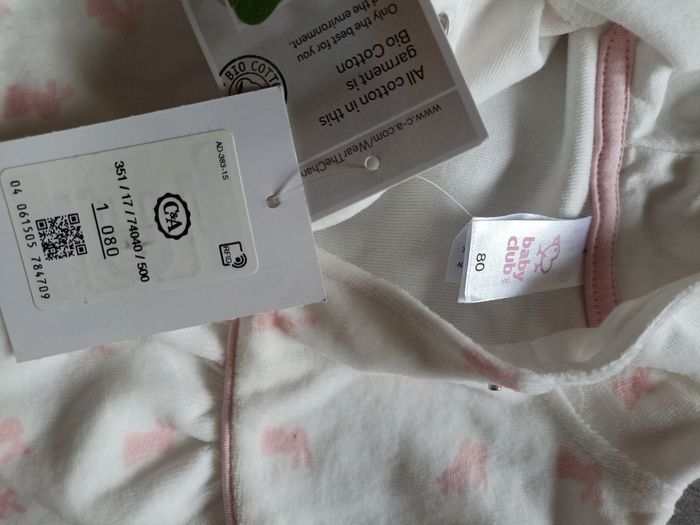 AD-383-1S
C&A
351 / 17 / 74040 / 500
1 080
RFID
04 061505 784709
BIO COTT
All cotton in this
garment is
Bio Cotton
Only the best for you
d the environment.
www.c-a.com/WearTheChan
baby
club
C&A
80